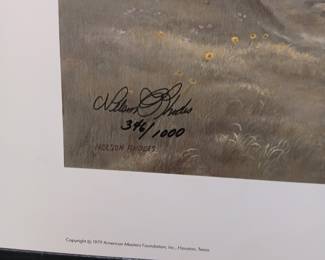 Nelson Rhodes
346/1000
NELSON RHODES
Copyright © 1979 American Masters Foundation, Inc., Houston, Texas